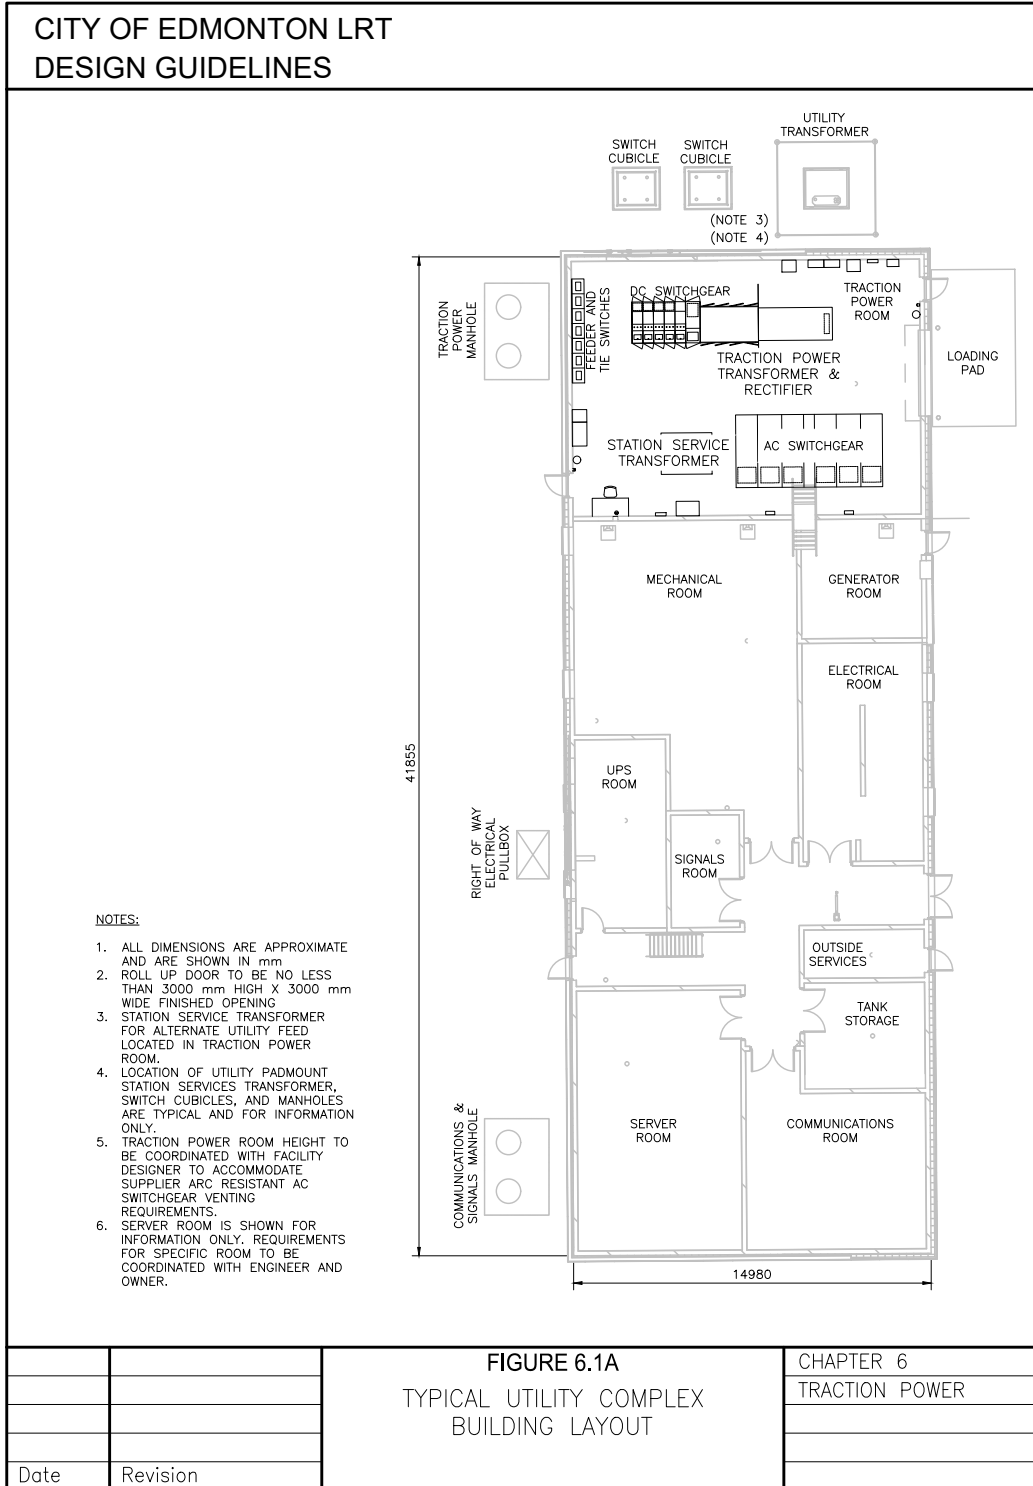 CITY OF EDMONTON LRT
DESIGN GUIDELINES
UTILITY
TRANSFORMER
SWITCH
CUBICLE
SWITCH
CUBICLE
(NOTE 3)
(NOTE 4)
TRACTION
POWER
MANHOLE
FEEDER AND
TIE SWITCHES
DC SWITCHGEAR
TRACTION
POWER
ROOM
LOADING
PAD
TRACTION POWER
TRANSFORMER &
RECTIFIER
STATION SERVICE
TRANSFORMER
AC SWITCHGEAR
MECHANICAL
ROOM
GENERATOR
ROOM
ELECTRICAL
ROOM
41855
UPS
ROOM
RIGHT OF WAY
ELECTRICAL
PULLBOX
SIGNALS
ROOM
OUTSIDE
SERVICES
TANK
STORAGE
SERVER
ROOM
COMMUNICATIONS
ROOM
COMMUNICATIONS &
SIGNALS MANHOLE
14980
NOTES:
1. ALL DIMENSIONS ARE APPROXIMATE
AND ARE SHOWN IN mm
2. ROLL UP DOOR TO BE NO LESS
THAN 3000 mm HIGH X 3000 mm
WIDE FINISHED OPENING
3. STATION SERVICE TRANSFORMER
FOR ALTERNATE UTILITY FEED
LOCATED IN TRACTION POWER
ROOM.
4. LOCATION OF UTILITY PADMOUNT
STATION SERVICES TRANSFORMER,
SWITCH CUBICLES, AND MANHOLES
ARE TYPICAL AND FOR INFORMATION
ONLY.
5. TRACTION POWER ROOM HEIGHT TO
BE COORDINATED WITH FACILITY
DESIGNER TO ACCOMMODATE
SUPPLIER ARC RESISTANT AC
SWITCHGEAR VENTING
REQUIREMENTS.
6. SERVER ROOM IS SHOWN FOR
INFORMATION ONLY. REQUIREMENTS
FOR SPECIFIC ROOM TO BE
COORDINATED WITH ENGINEER AND
OWNER.
FIGURE 6.1A
TYPICAL UTILITY COMPLEX
BUILDING LAYOUT
CHAPTER 6
TRACTION POWER
Date
Revision